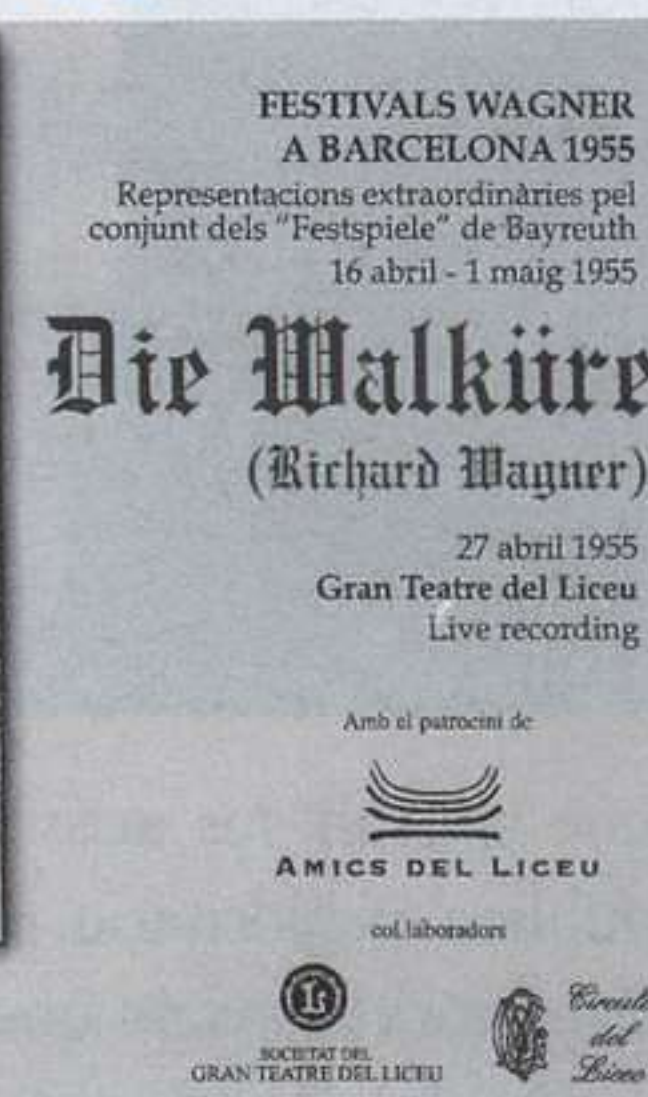 FESTIVALS WAGNER
A BARCELONA 1955
Representacions extraordinàries pel
conjunt dels "Festspiele" de Bayreuth
16 abril - 1 maig 1955
Die Walküre
(Richard Wagner)
27 abril 1955
Gran Teatre del Liceu
Live recording
Amb el patrocini de
AMICS DEL LICEU
col.laboradors
SOCIETAT DEL
GRAN TEATRE DEL LICEU
Círculo
del
Liceo